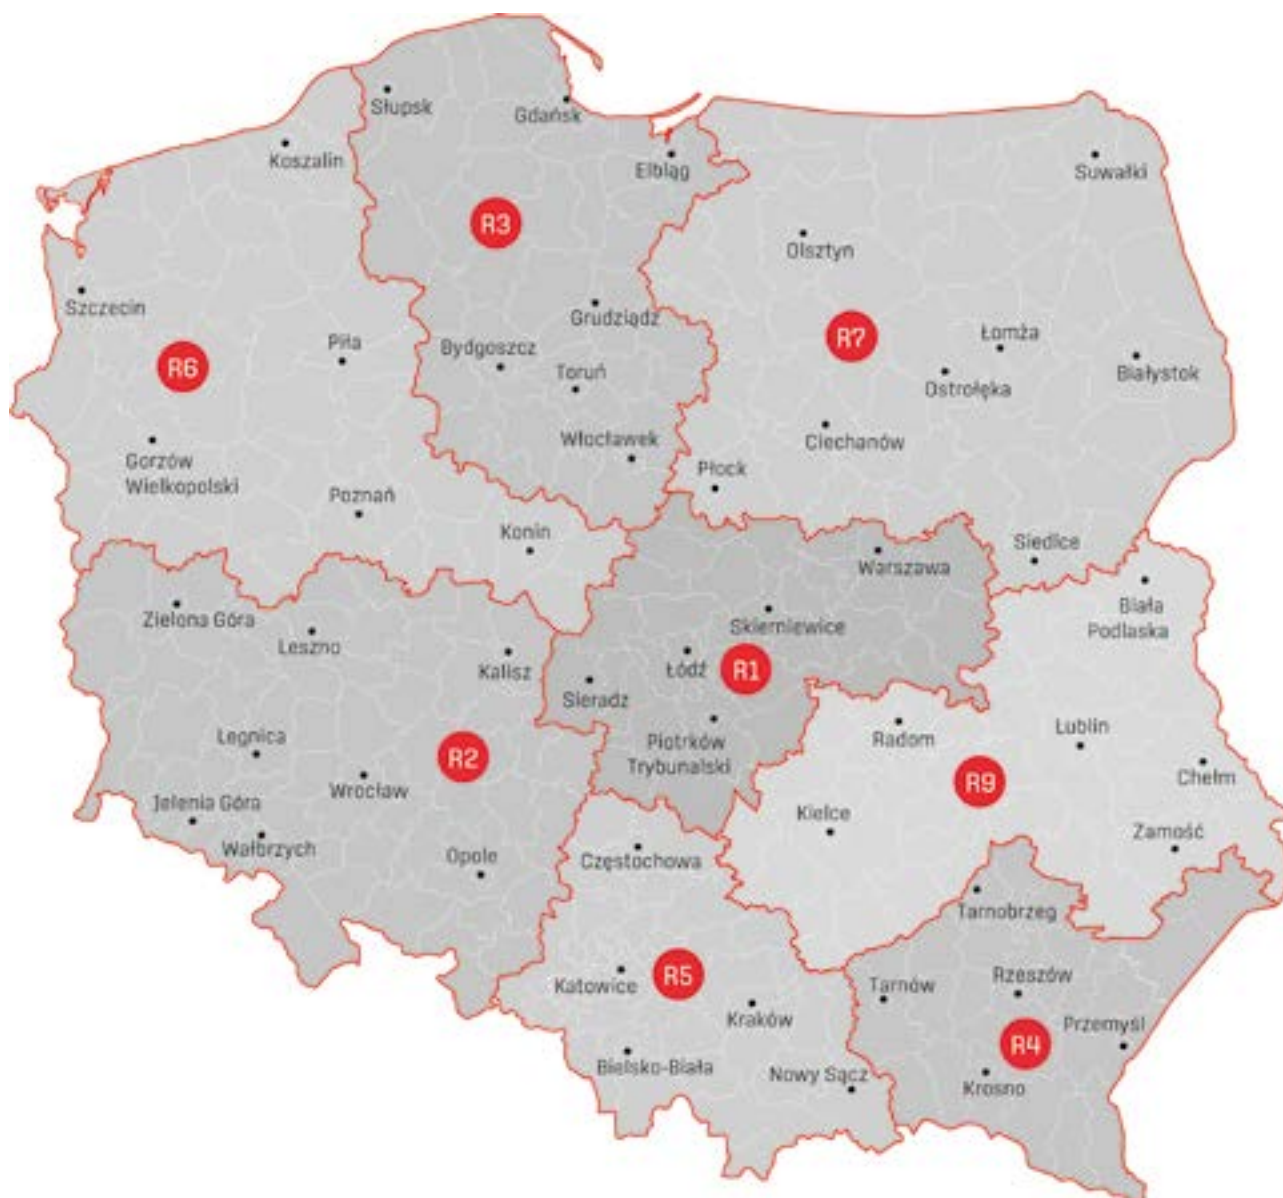 Słupsk
Gdańsk
Koszalin
Elbląg
Suwałki
R3
Olsztyn
Szczecin
Grudziądz
R7
Łomża
Piła
Bydgoszcz
R6
Toruń
Ostrołęka
Białystok
Włocławek
Ciechanów
Gorzów
Wielkopolski
Płock
Poznań
Konin
Siedlce
Warszawa
Biała
Podlaska
Zielona Góra
Skierniewice
Leszno
Kalisz
Łódź
R1
Sieradz
Legnica
Piotrków
Trybunalski
Radom
Lublin
R2
Wrocław
R9
Chełm
Jelenia Góra
Kielce
Zamość
Wałbrzych
Opole
Częstochowa
Tarnobrzeg
Katowice
R5
Tarnów
Rzeszów
Kraków
Przemyśl
R4
Bielsko-Biała
Nowy Sącz
Krosno